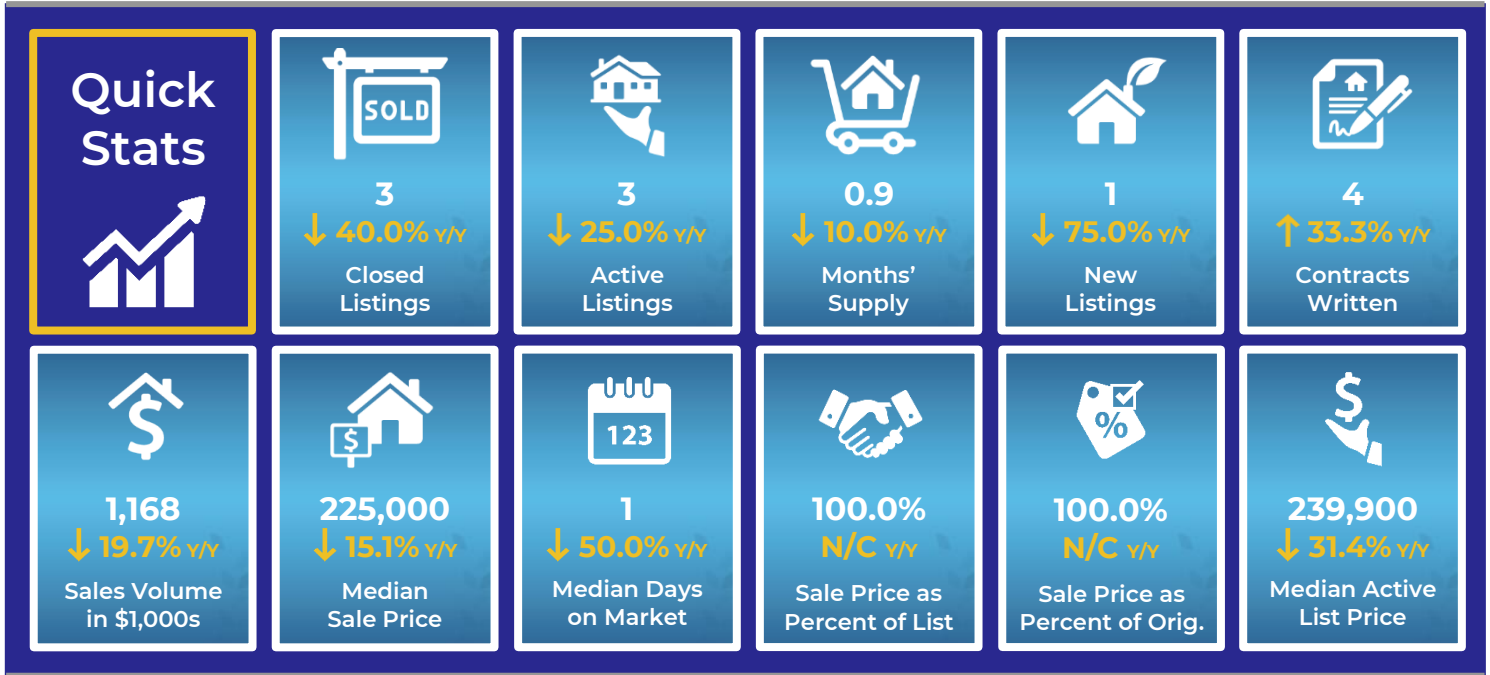 Quick
Stats
SOLD
3
↓ 40.0% Y/Y
Closed
Listings
3
↓ 25.0% Y/Y
Active
Listings
0.9
↓ 10.0% Y/Y
Months’
Supply
1
↓ 75.0% Y/Y
New
Listings
4
↑ 33.3% Y/Y
Contracts
Written
$
1,168
↓ 19.7% Y/Y
Sales Volume
in $1,000s
$
225,000
↓ 15.1% Y/Y
Median
Sale Price
123
1
↓ 50.0% Y/Y
Median Days
on Market
100.0%
N/C Y/Y
Sale Price as
Percent of List
%
100.0%
N/C Y/Y
Sale Price as
Percent of Orig.
$
239,900
↓ 31.4% Y/Y
Median Active
List Price